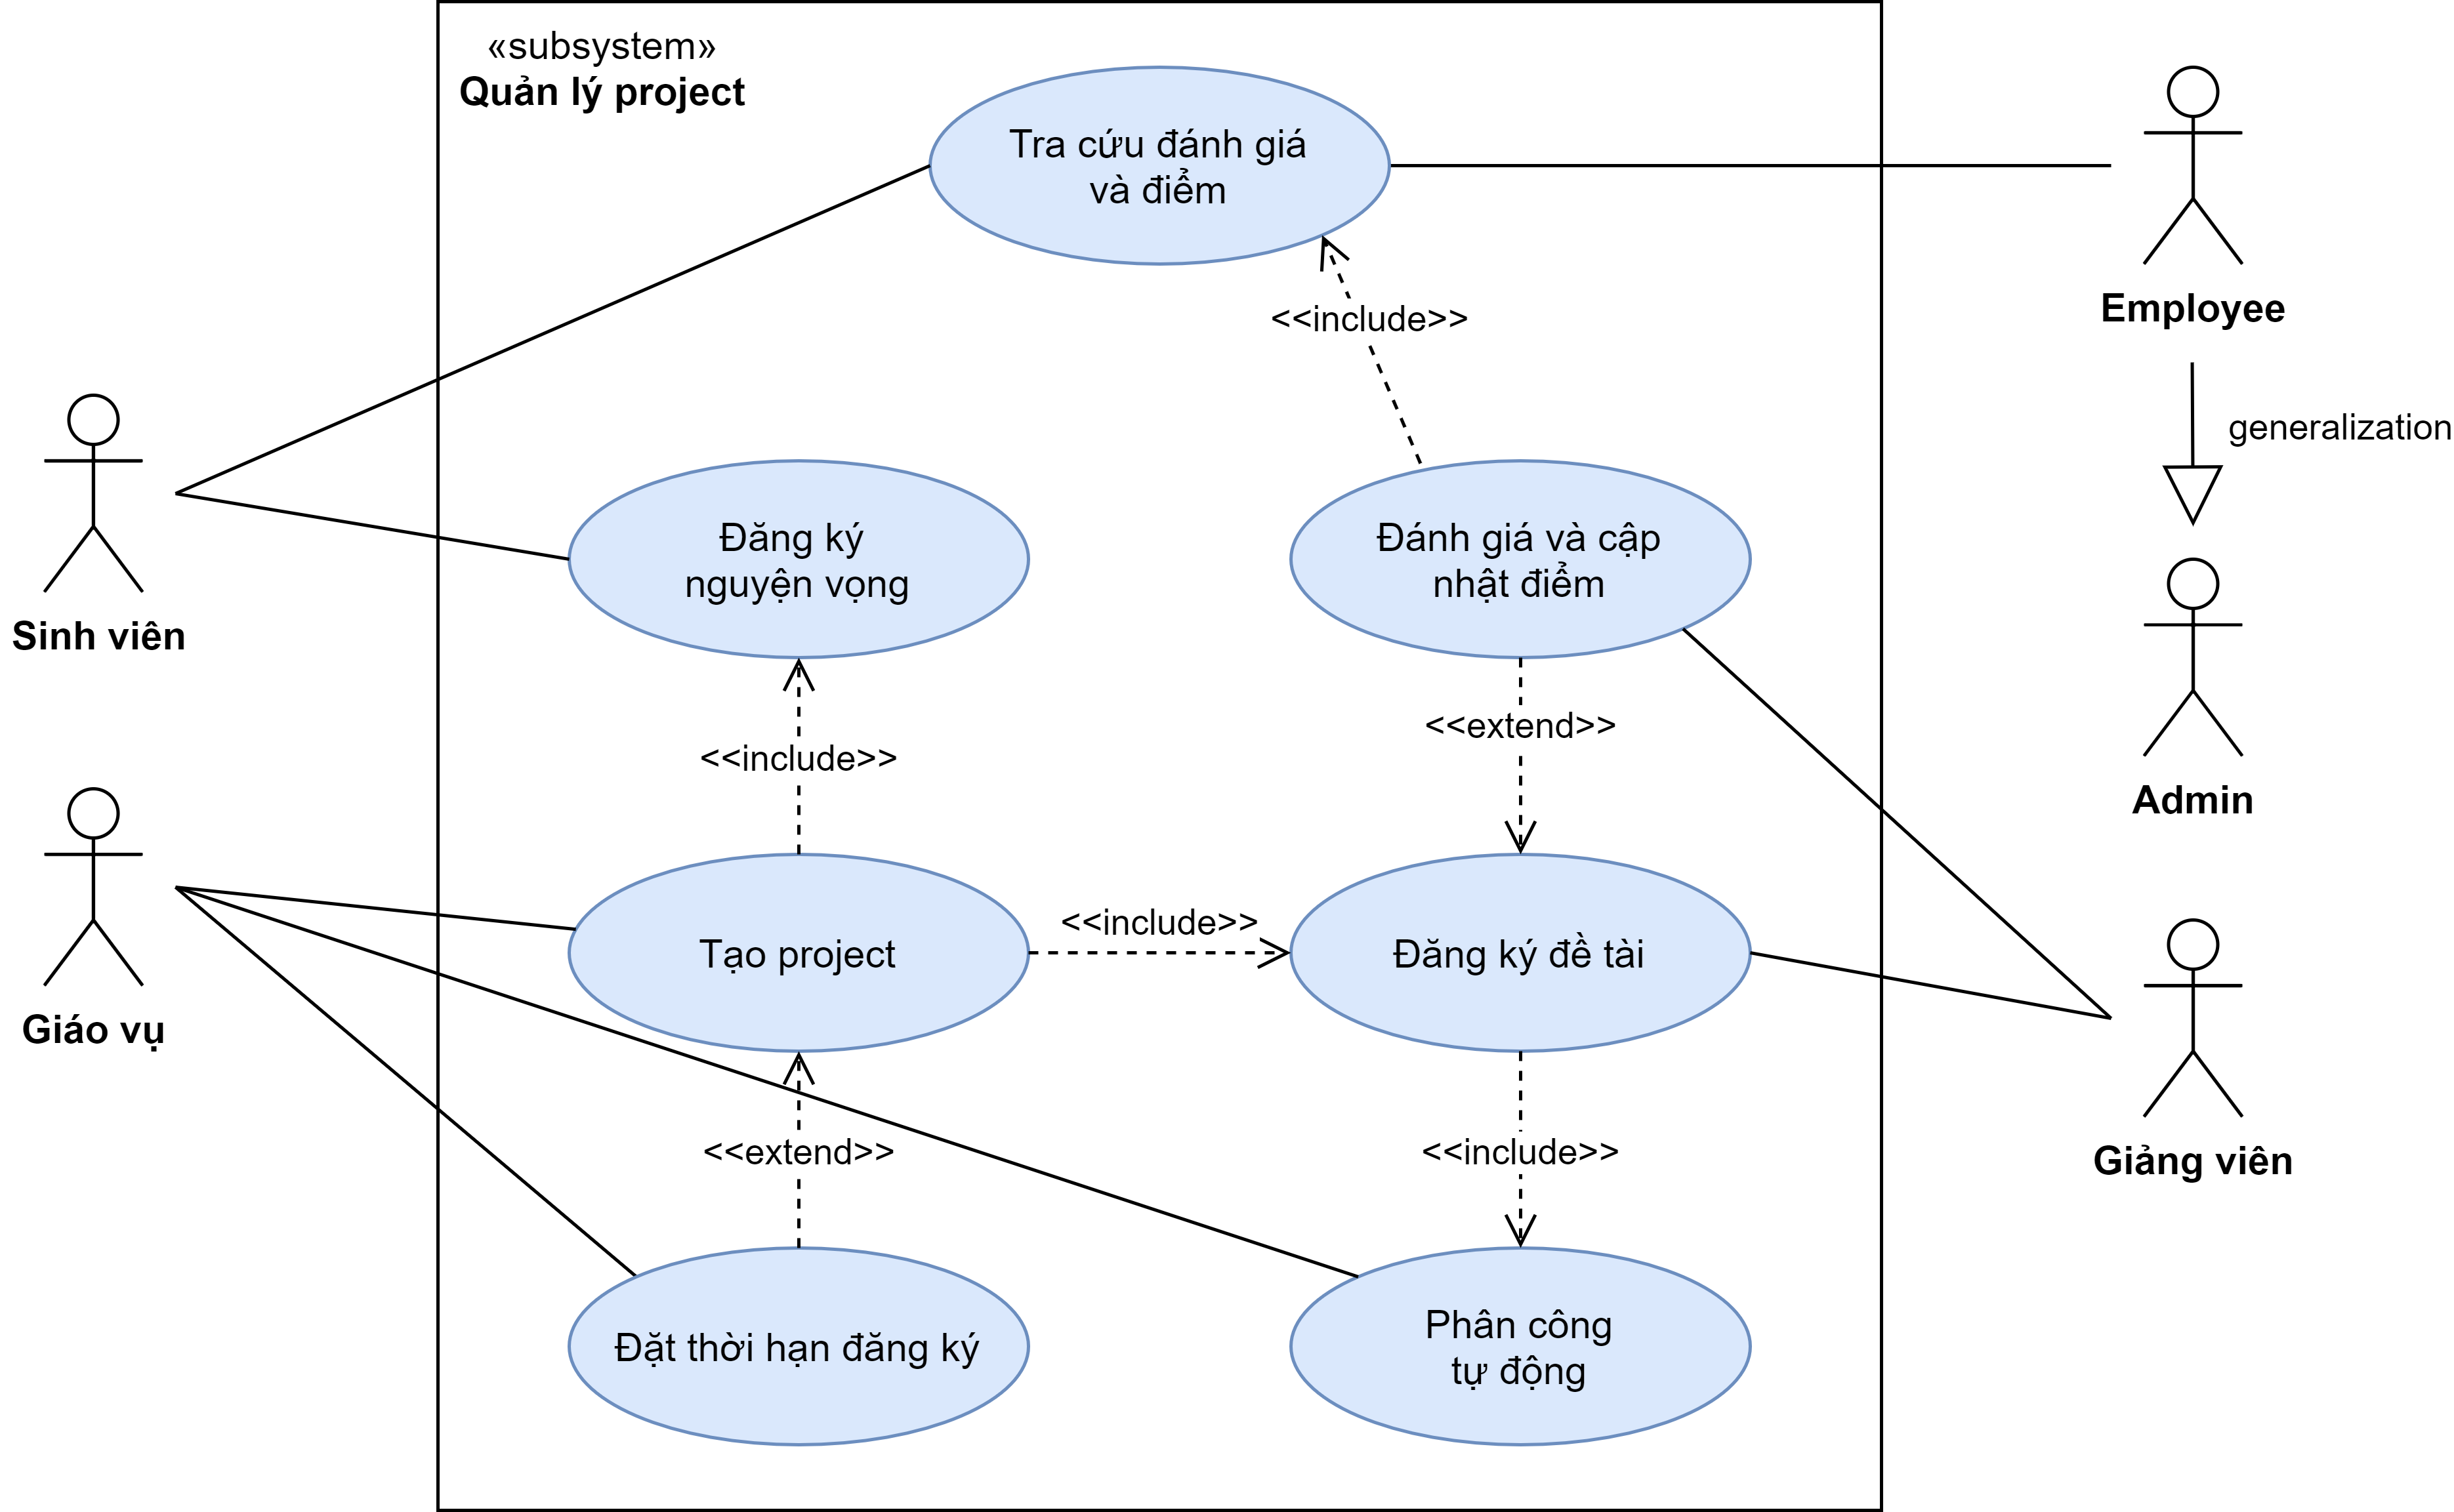 «subsystem»
Quản lý project
Tra cứu đánh giá
và điểm
<<include>>
Employee
generalization
Sinh viên
Đăng ký
nguyện vọng
Đánh giá và cập
nhật điểm
<<include>>
<<extend>>
Admin
Giáo vụ
Tạo project
<<include>>
Đăng ký đề tài
Giảng viên
<<extend>>
<<include>>
Đặt thời hạn đăng ký
Phân công
tự động